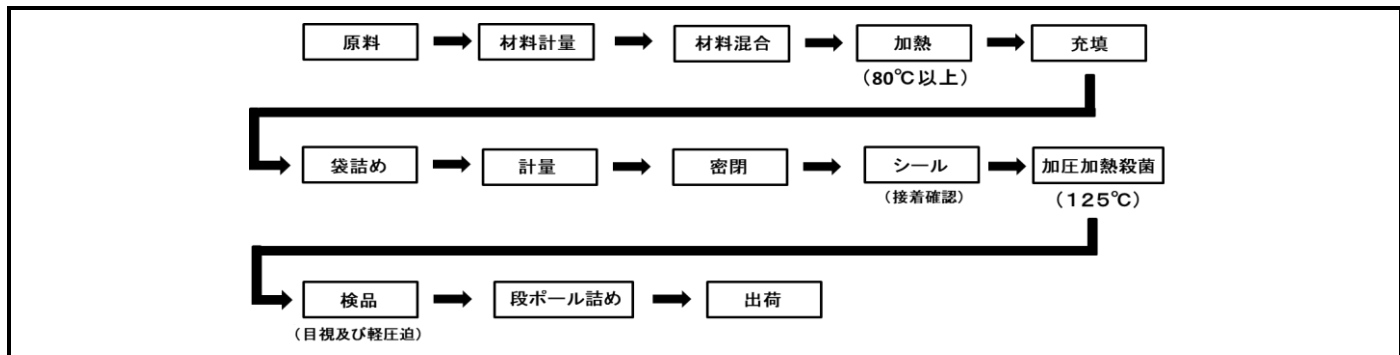 原料 材料計量 材料混合 加熱 充填
（80℃以上）
袋詰め 計量 密閉 シール 加圧加熱殺菌
（接着確認） （１２５℃）
検品 段ボール詰め 出荷
（目視及び軽圧迫）